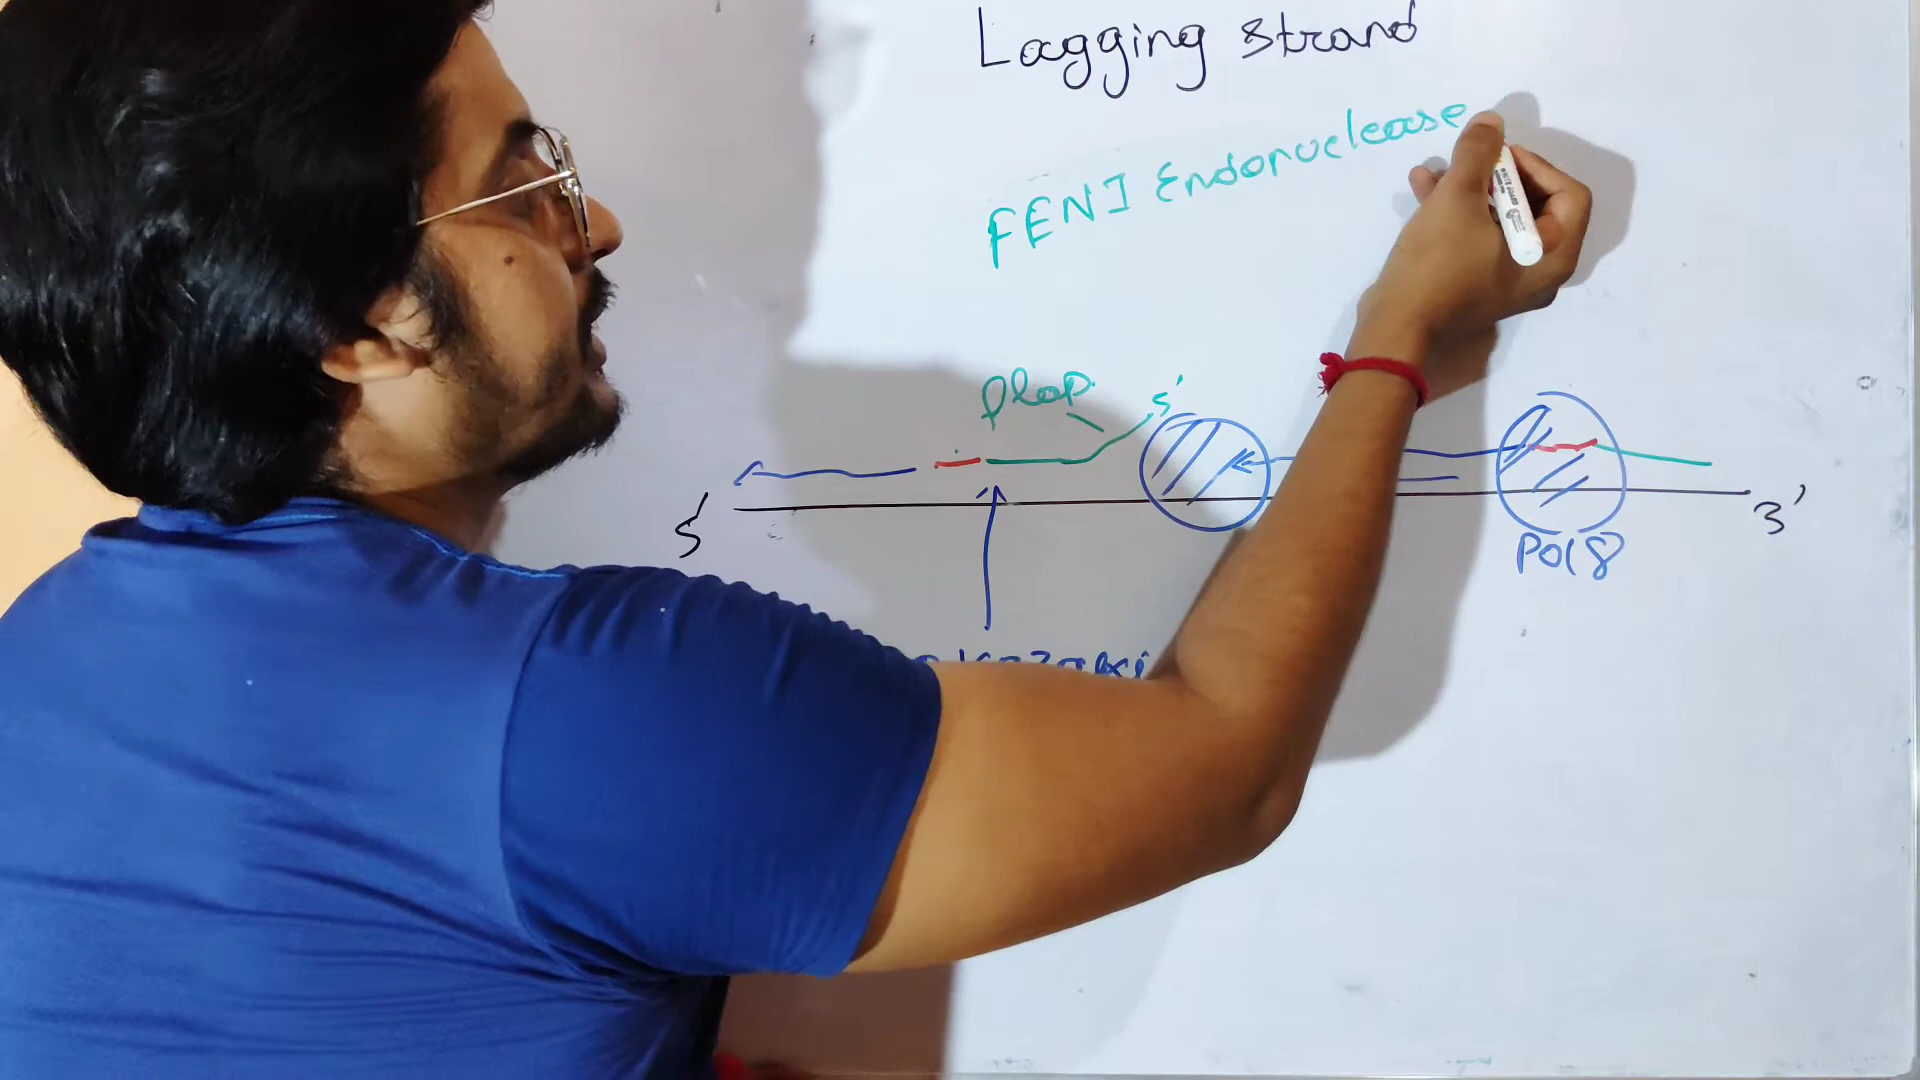 Lagging strand
FEN1 Endonuclease
flap
5'
5'
3'
Pol δ